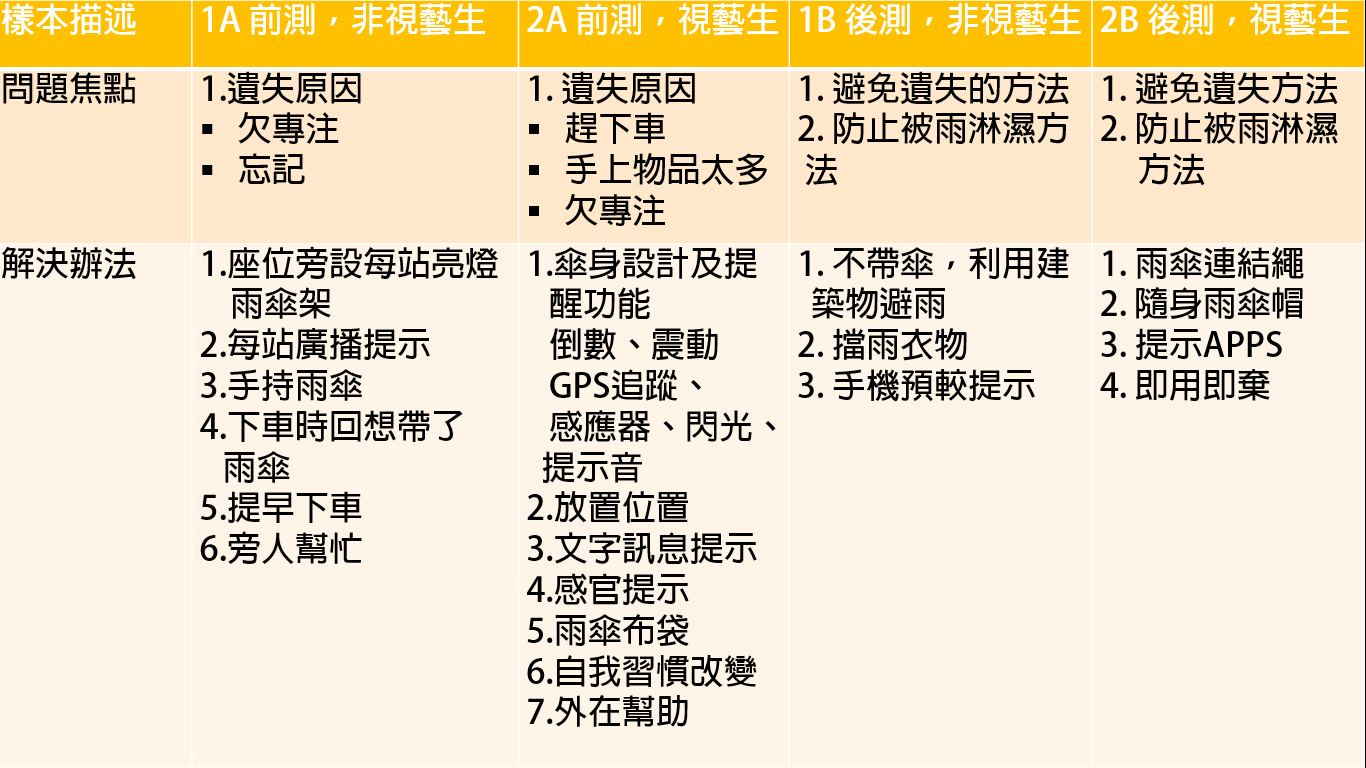 樣本描述
1A 前測，非視藝生
2A 前測，視藝生
1B 後測，非視藝生
2B 後測，視藝生
問題焦點
1.遺失原因
▪ 欠專注
▪ 忘記
1. 遺失原因
▪ 趕下車
▪ 手上物品太多
▪ 欠專注
1. 避免遺失的方法
2. 防止被雨淋濕方
法
1. 避免遺失方法
2. 防止被雨淋濕
方法
解決辦法
1.座位旁設每站亮燈
雨傘架
2.每站廣播提示
3.手持雨傘
4.下車時回想帶了
雨傘
5.提早下車
6.旁人幫忙
1.傘身設計及提
醒功能
倒數、震動
GPS追蹤、
感應器、閃光、
提示音
2.放置位置
3.文字訊息提示
4.感官提示
5.雨傘布袋
6.自我習慣改變
7.外在幫助
1. 不帶傘，利用建
築物避雨
2. 擋雨衣物
3. 手機預較提示
1. 雨傘連結繩
2. 隨身雨傘帽
3. 提示APPS
4. 即用即棄